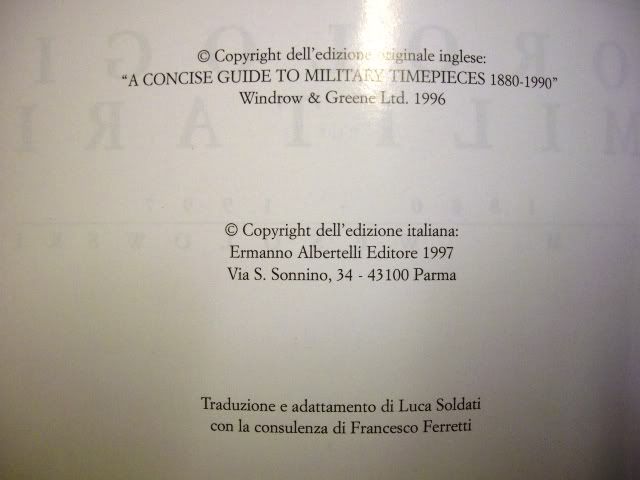 © Copyright dell'edizione originale inglese:
“A CONCISE GUIDE TO MILITARY TIMEPIECES 1880-1990”
Windrow & Greene Ltd. 1996
© Copyright dell'edizione italiana:
Ermanno Albertelli Editore 1997
Via S. Sonnino, 34 - 43100 Parma
Traduzione e adattamento di Luca Soldati
con la consulenza di Francesco Ferretti